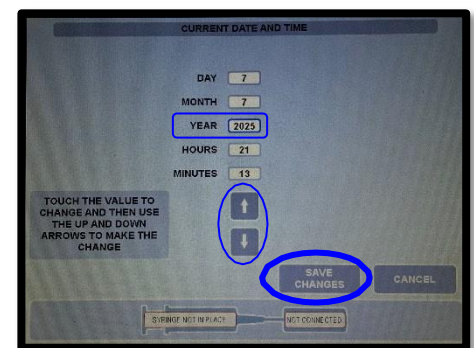 CURRENT DATE AND TIME
DAY 7
MONTH 7
YEAR 2025
HOURS 21
MINUTES 13
TOUCH THE VALUE TO
CHANGE AND THEN USE
THE UP AND DOWN
ARROWS TO MAKE THE
CHANGE
SAVE
CHANGES
CANCEL
SYRINGE NOT IN PLACE
NOT CONNECTED